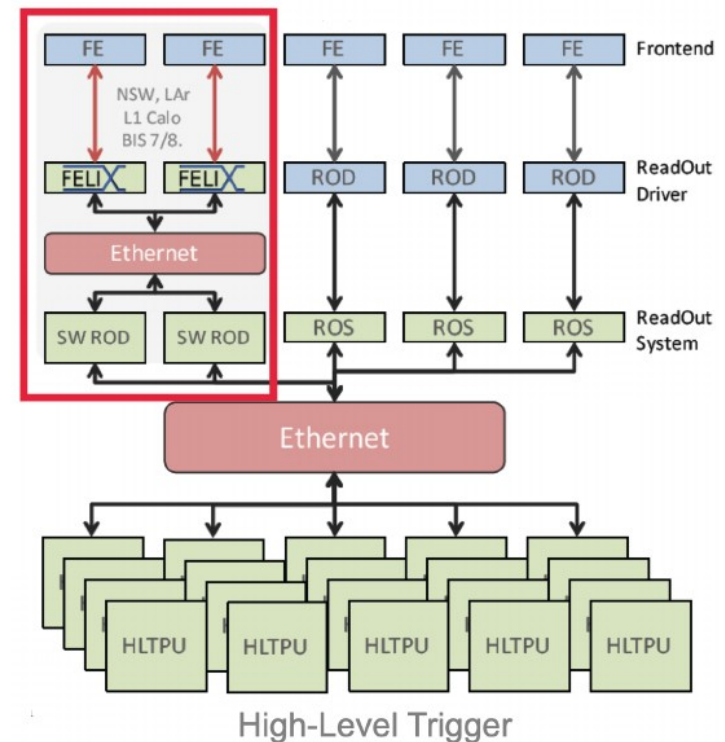 FE
FE
FE
FE
FE
Frontend
NSW, LAr
L1 Calo
BIS 7/8.
FELIX
FELIX
ROD
ROD
ROD
ReadOut
Driver
Ethernet
SW ROD
SW ROD
ROS
ROS
ROS
ReadOut
System
Ethernet
HLTPU
HLTPU
HLTPU
HLTPU
HLTPU
High-Level Trigger